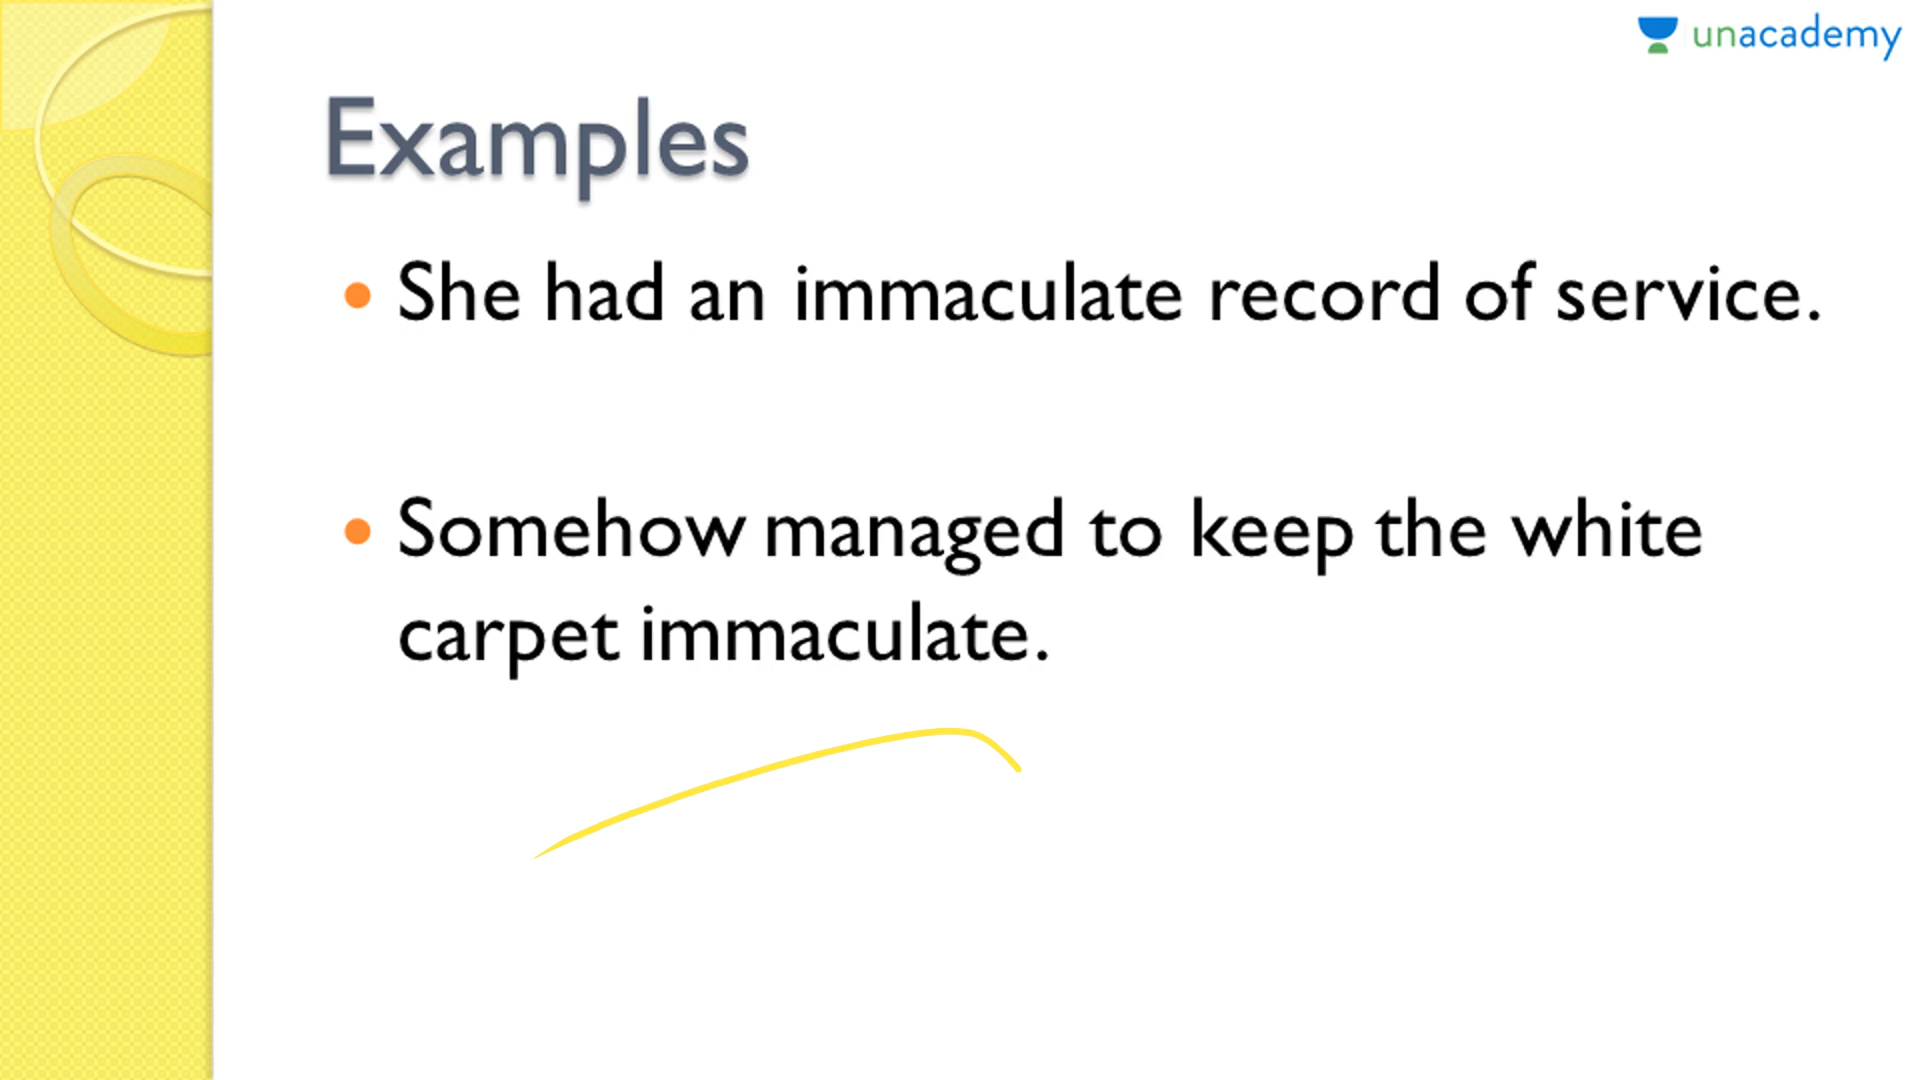 unacademy
Examples
• She had an immaculate record of service.
• Somehow managed to keep the white
carpet immaculate.